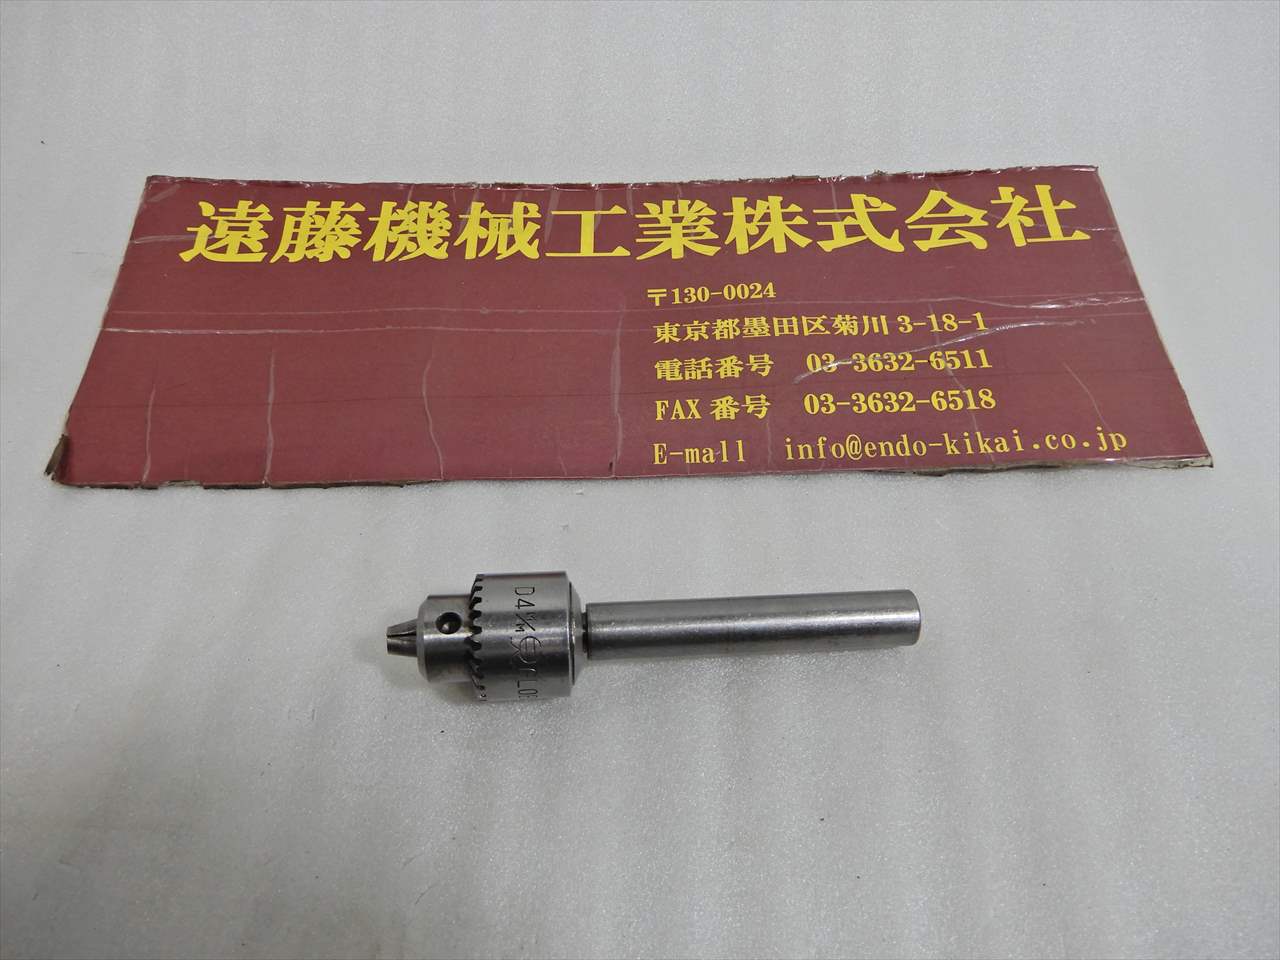 遠藤機械工業株式会社
〒130-0024
東京都墨田区菊川 3-18-1
電話番号 03-3632-6511
FAX 番号 03-3632-6518
E-mall info@endo-kikai.co.jp
D4